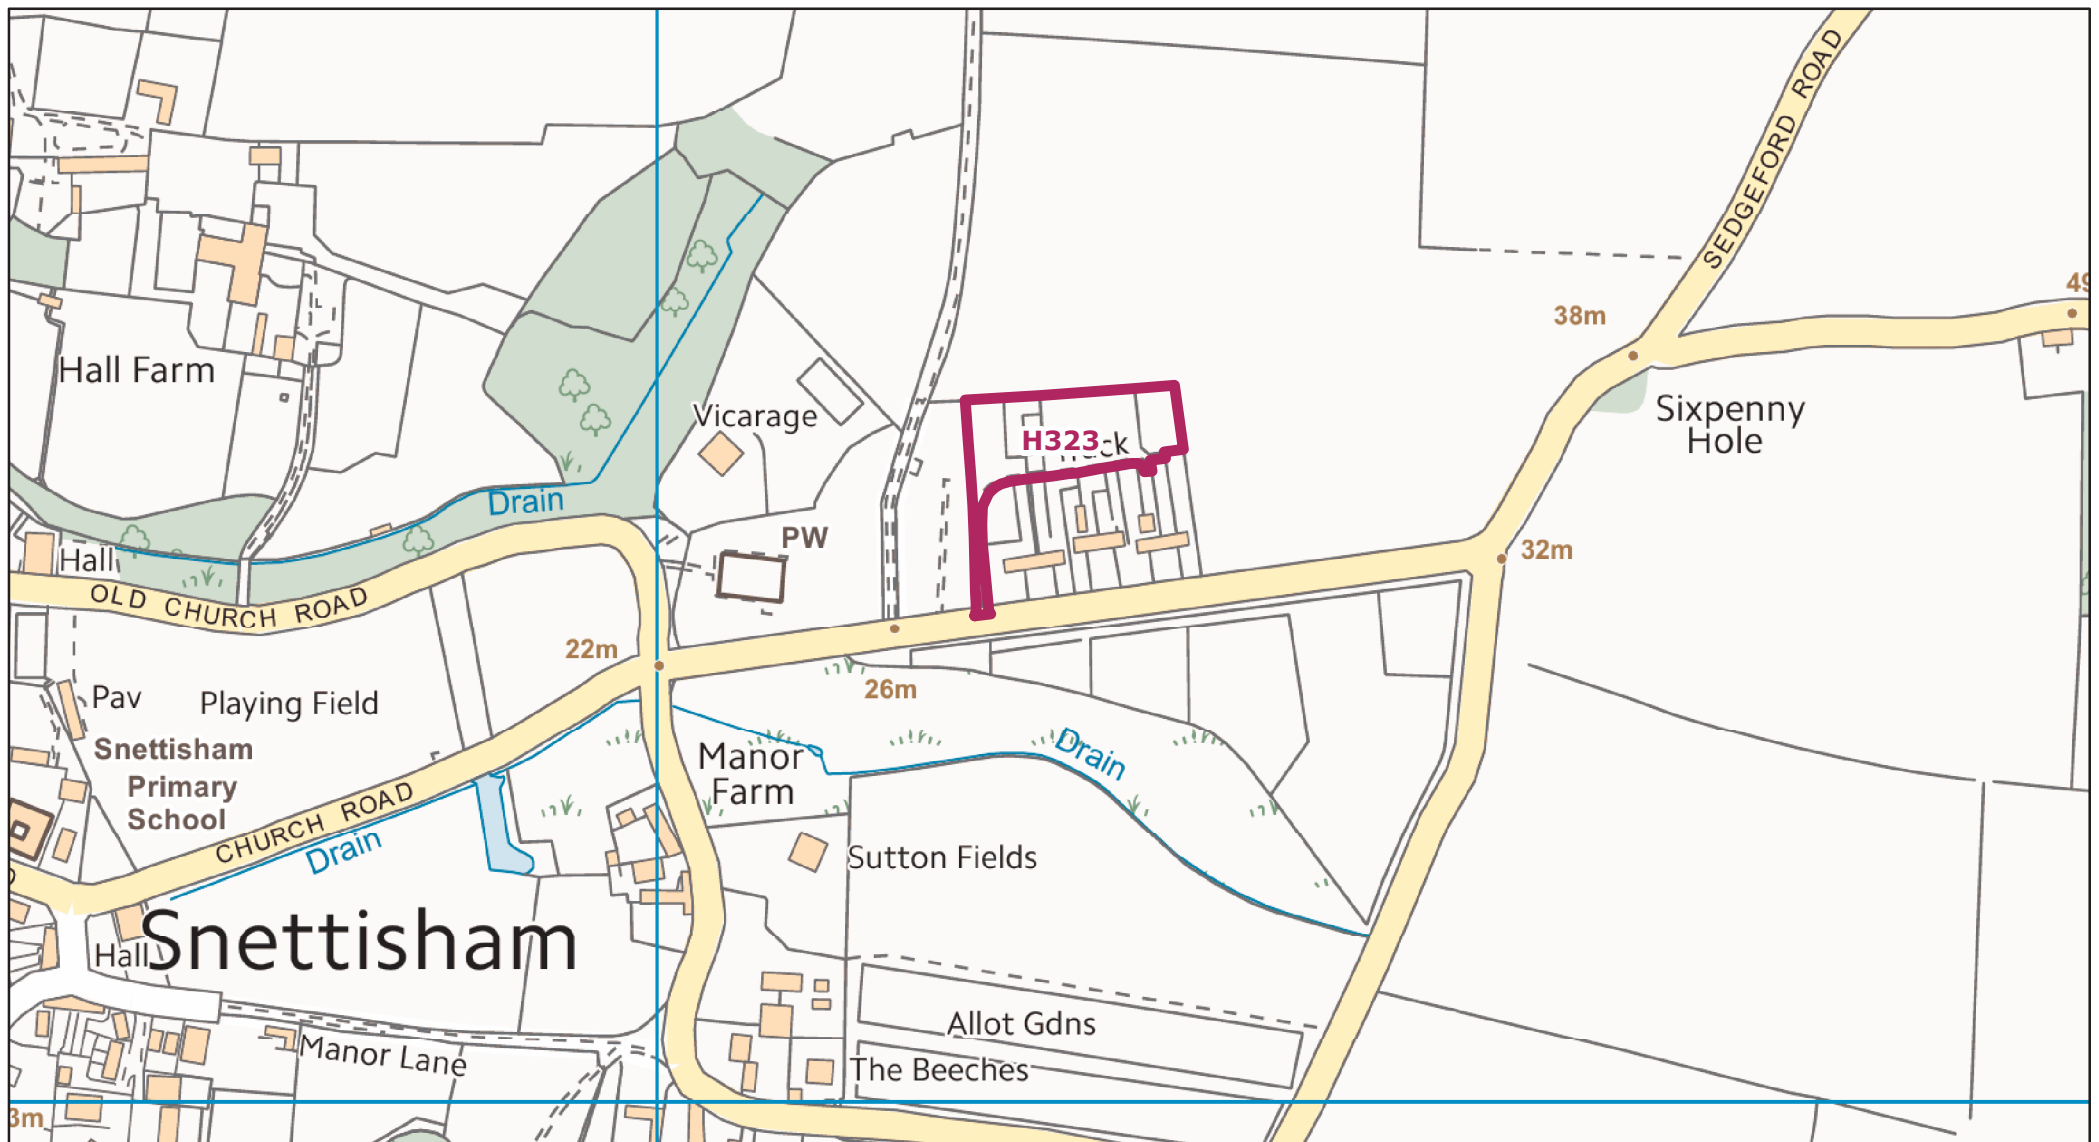 SEDGEFORD ROAD
49
38m
Hall Farm
Vicarage
Sixpenny
Hole
H323
Drain
PW
Hall
32m
OLD CHURCH ROAD
22m
26m
Pav
Playing Field
Snettisham
Primary
School
Manor
Farm
Drain
CHURCH ROAD
Drain
Sutton Fields
Snettisham
Hall
Allot Gdns
Manor Lane
The Beeches
3m